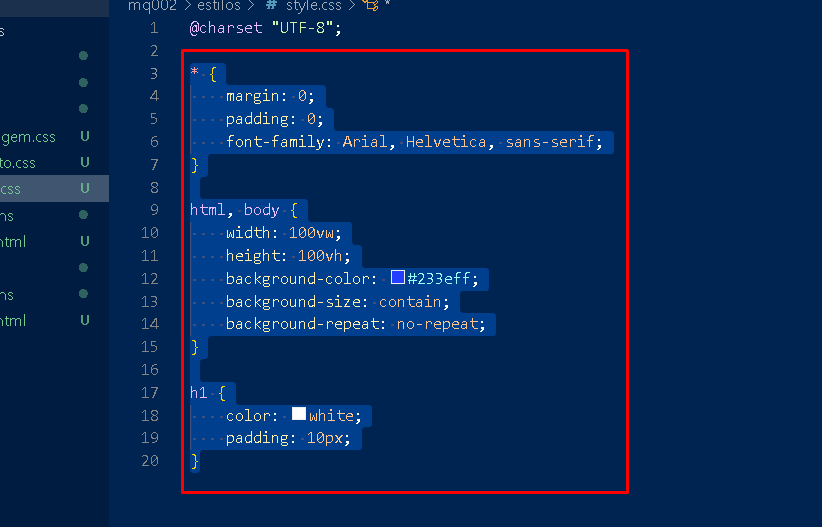 mq002 > estilos > # style.css > *
s
gem.css U
to.css U
css U
ns
html U
ns
html U
1 @charset "UTF-8";
2
3 * {
4 margin: 0;
5 padding: 0;
6 font-family: Arial, Helvetica, sans-serif;
7 }
8
9 html, body {
10 width: 100vw;
11 height: 100vh;
12 background-color: #233eff;
13 background-size: contain;
14 background-repeat: no-repeat;
15 }
16
17 h1 {
18 color: white;
19 padding: 10px;
20 }